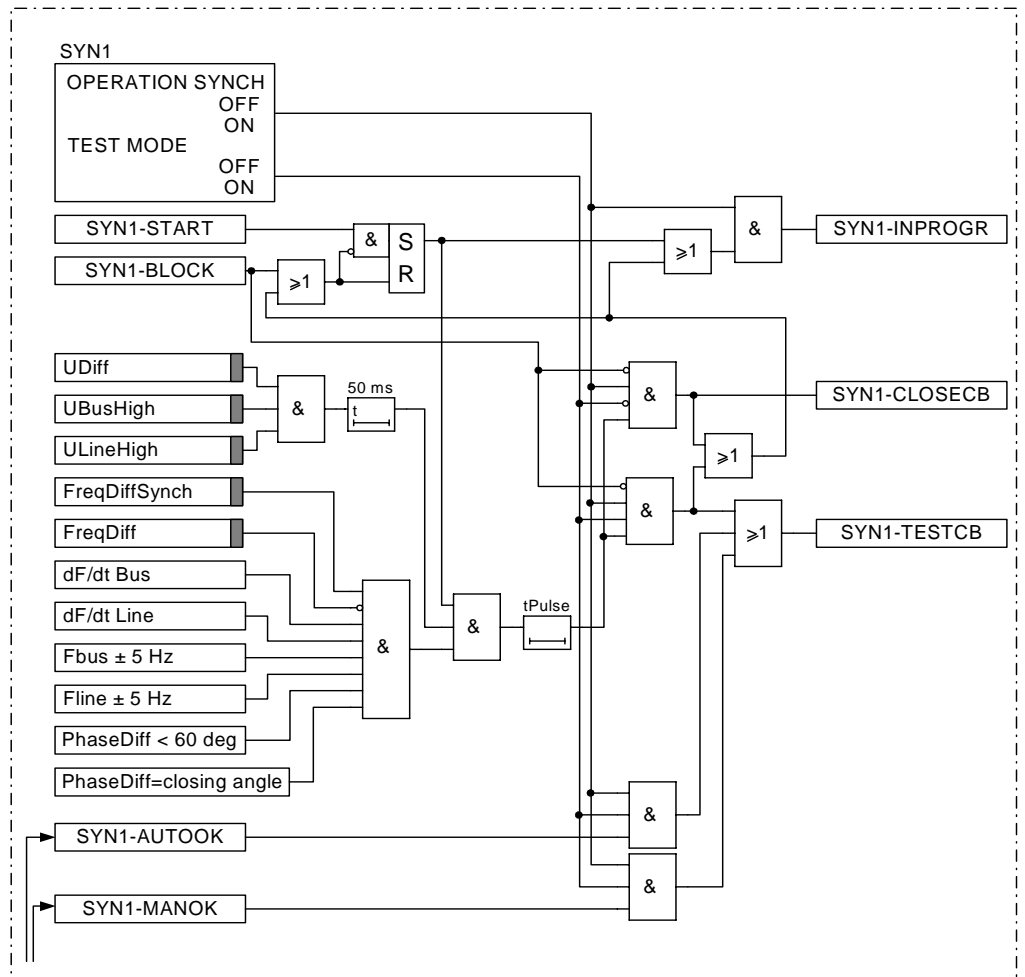 SYN1
OPERATION SYNCH
OFF
ON
TEST MODE
OFF
ON
SYN1-START
& S
R
SYN1-BLOCK
≥1
≥1
&
SYN1-INPROGR
UDiff
UBusHigh
ULineHigh
&
50 ms
t
&
SYN1-CLOSECB
≥1
FreqDiffSynch
FreqDiff
&
≥1
SYN1-TESTCB
dF/dt Bus
dF/dt Line
Fbus ± 5 Hz
Fline ± 5 Hz
PhaseDiff < 60 deg
PhaseDiff=closing angle
&
&
tPulse
SYN1-AUTOOK
&
SYN1-MANOK
&